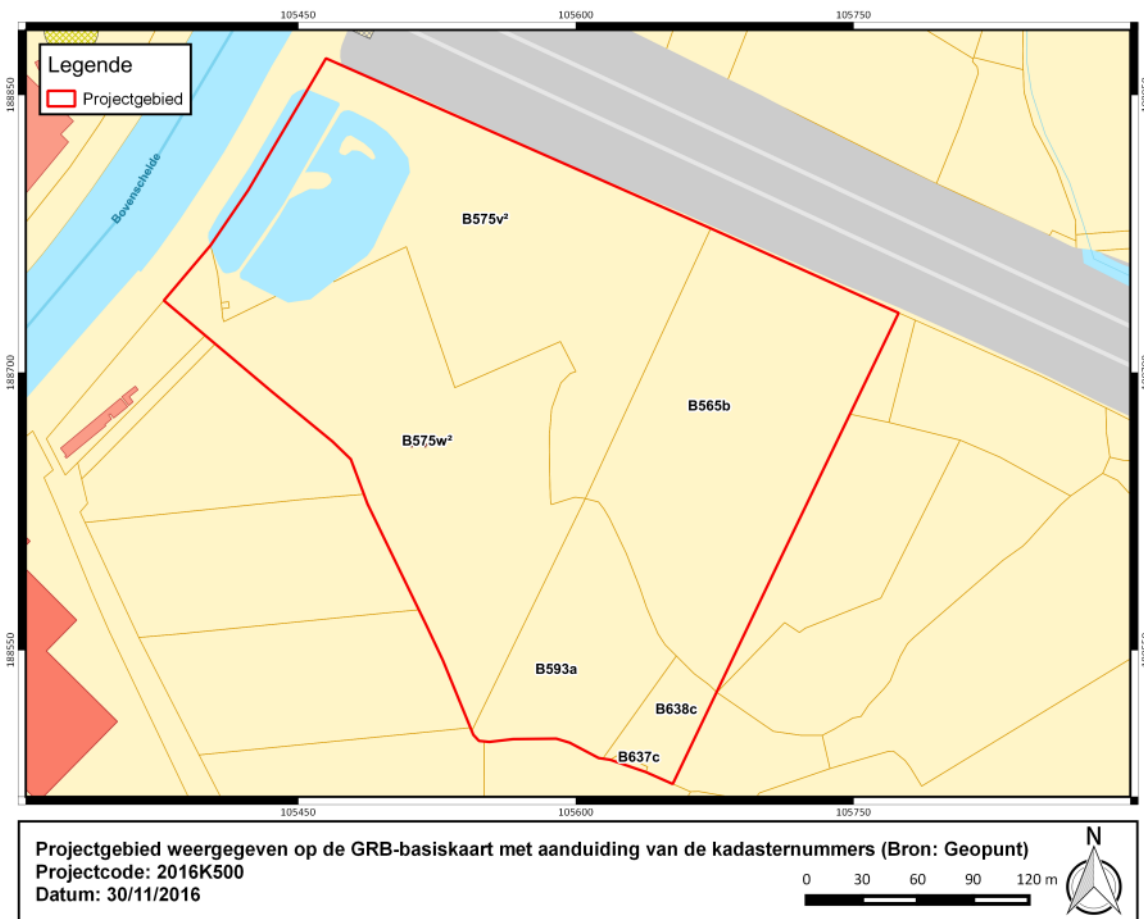 105450 105600 105750
Legende
Projectgebied
188850
Bovenschelde
B575v²
188700
B565b
B575w²
188550
B593a
B638c
B637c
105450 105600 105750
Projectgebied weergegeven op de GRB-basiskaart met aanduiding van de kadasternummers (Bron: Geopunt)
Projectcode: 2016K500
Datum: 30/11/2016
N
0 30 60 90 120 m